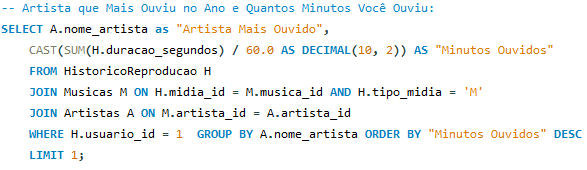 -- Artista que Mais Ouviu no Ano e Quantos Minutos Você Ouviu:
SELECT A.nome_artista as "Artista Mais Ouvido",
CAST(SUM(H.duracao_segundos) / 60.0 AS DECIMAL(10, 2)) AS "Minutos Ouvidos"
FROM HistoricoReproducao H
JOIN Musicas M ON H.midia_id = M.musica_id AND H.tipo_midia = 'M'
JOIN Artistas A ON M.artista_id = A.artista_id
WHERE H.usuario_id = 1  GROUP BY A.nome_artista ORDER BY "Minutos Ouvidos" DESC
LIMIT 1;